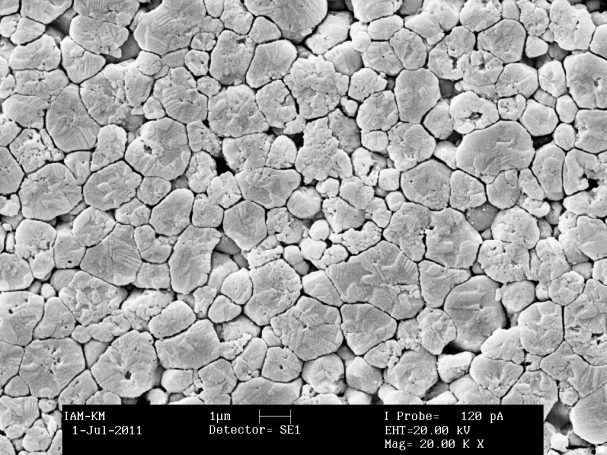 IAM-KM 1µm I Probe= 120 pA
1-Jul-2011 Detector= SE1 EHT=20.00 kV
Mag= 20.00 K X